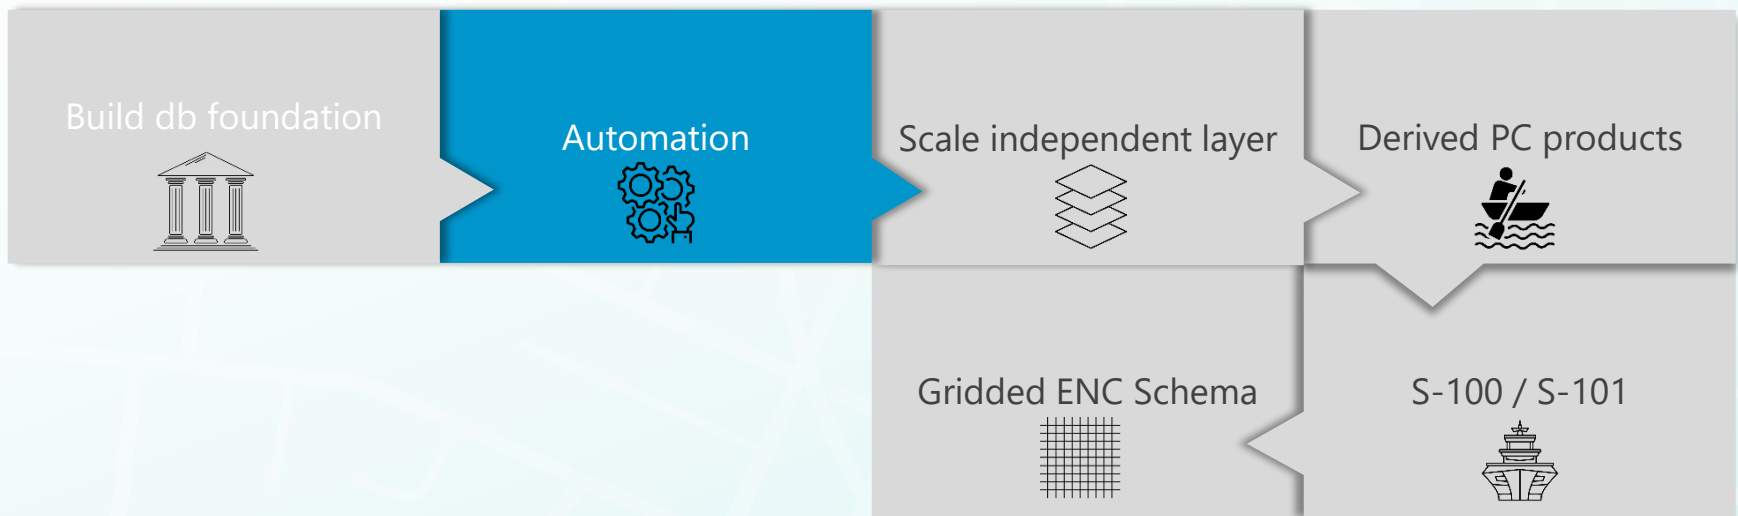 Build db foundation
Automation
Scale independent layer
Derived PC products
S-100 / S-101
Gridded ENC Schema